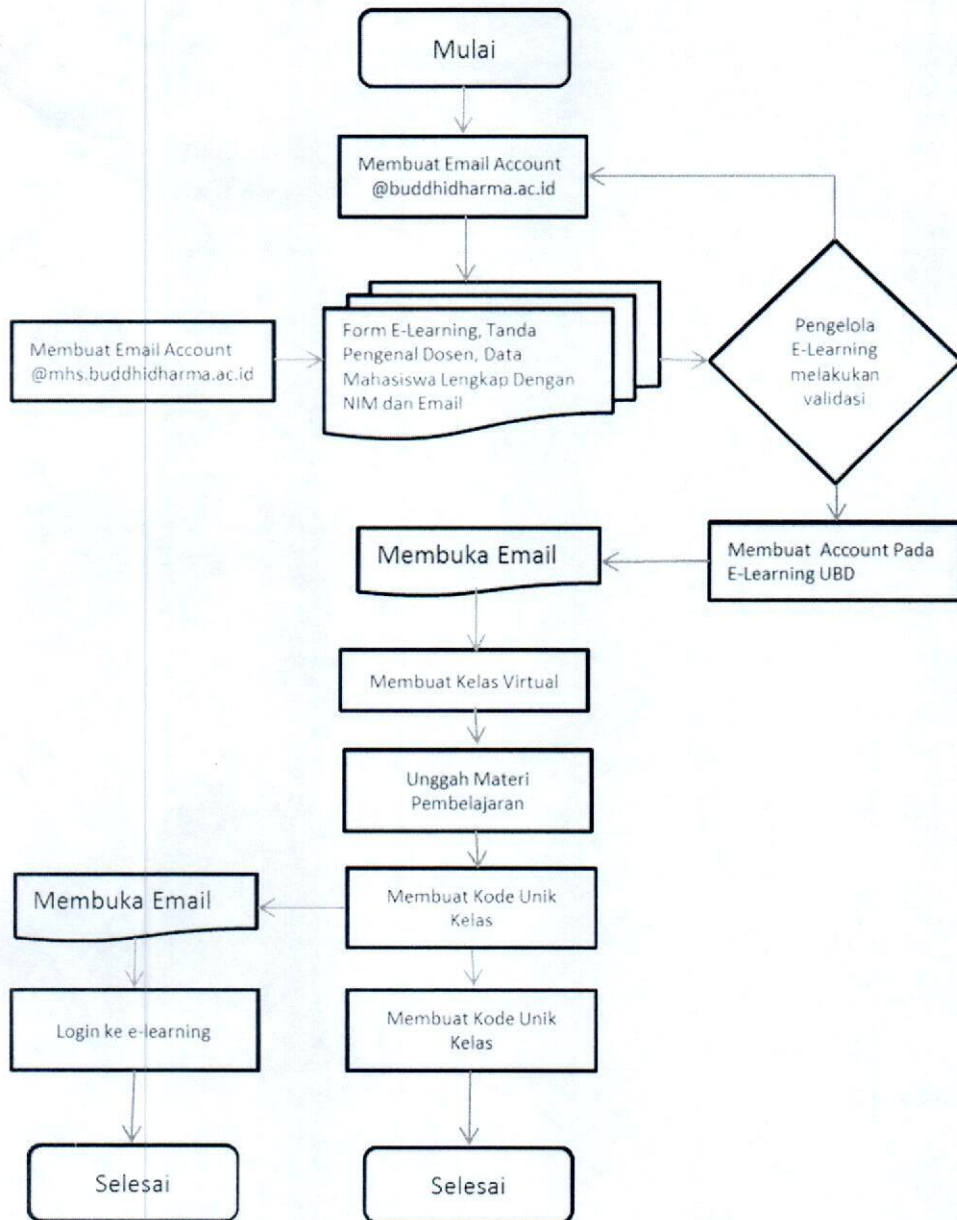 Mulai
Membuat Email Account
@buddhidharma.ac.id
Membuat Email Account
@mhs.buddhidharma.ac.id
Form E-Learning, Tanda
Pengenal Dosen, Data
Mahasiswa Lengkap Dengan
NIM dan Email
Pengelola
E-Learning
melakukan
validasi
Membuka Email
Membuat Account Pada
E-Learning UBD
Membuat Kelas Virtual
Unggah Materi
Pembelajaran
Membuka Email
Membuat Kode Unik
Kelas
Login ke e-learning
Membuat Kode Unik
Kelas
Selesai
Selesai